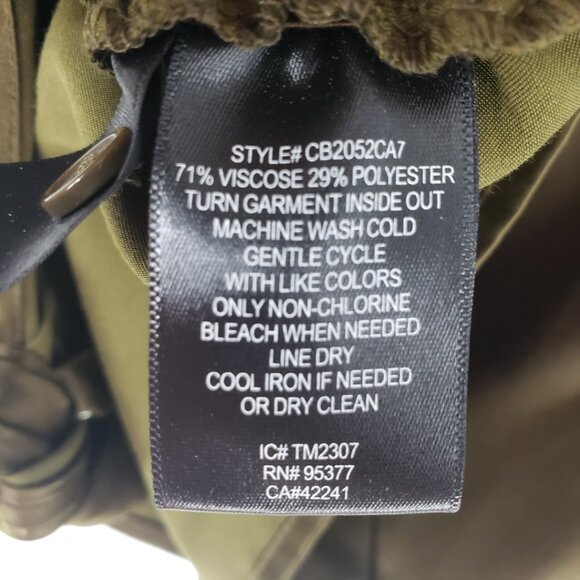 STYLE# CB2052CA7
71% VISCOSE 29% POLYESTER
TURN GARMENT INSIDE OUT
MACHINE WASH COLD
GENTLE CYCLE
WITH LIKE COLORS
ONLY NON-CHLORINE
BLEACH WHEN NEEDED
LINE DRY
COOL IRON IF NEEDED
OR DRY CLEAN
IC# TM2307
RN# 95377
CA#42241